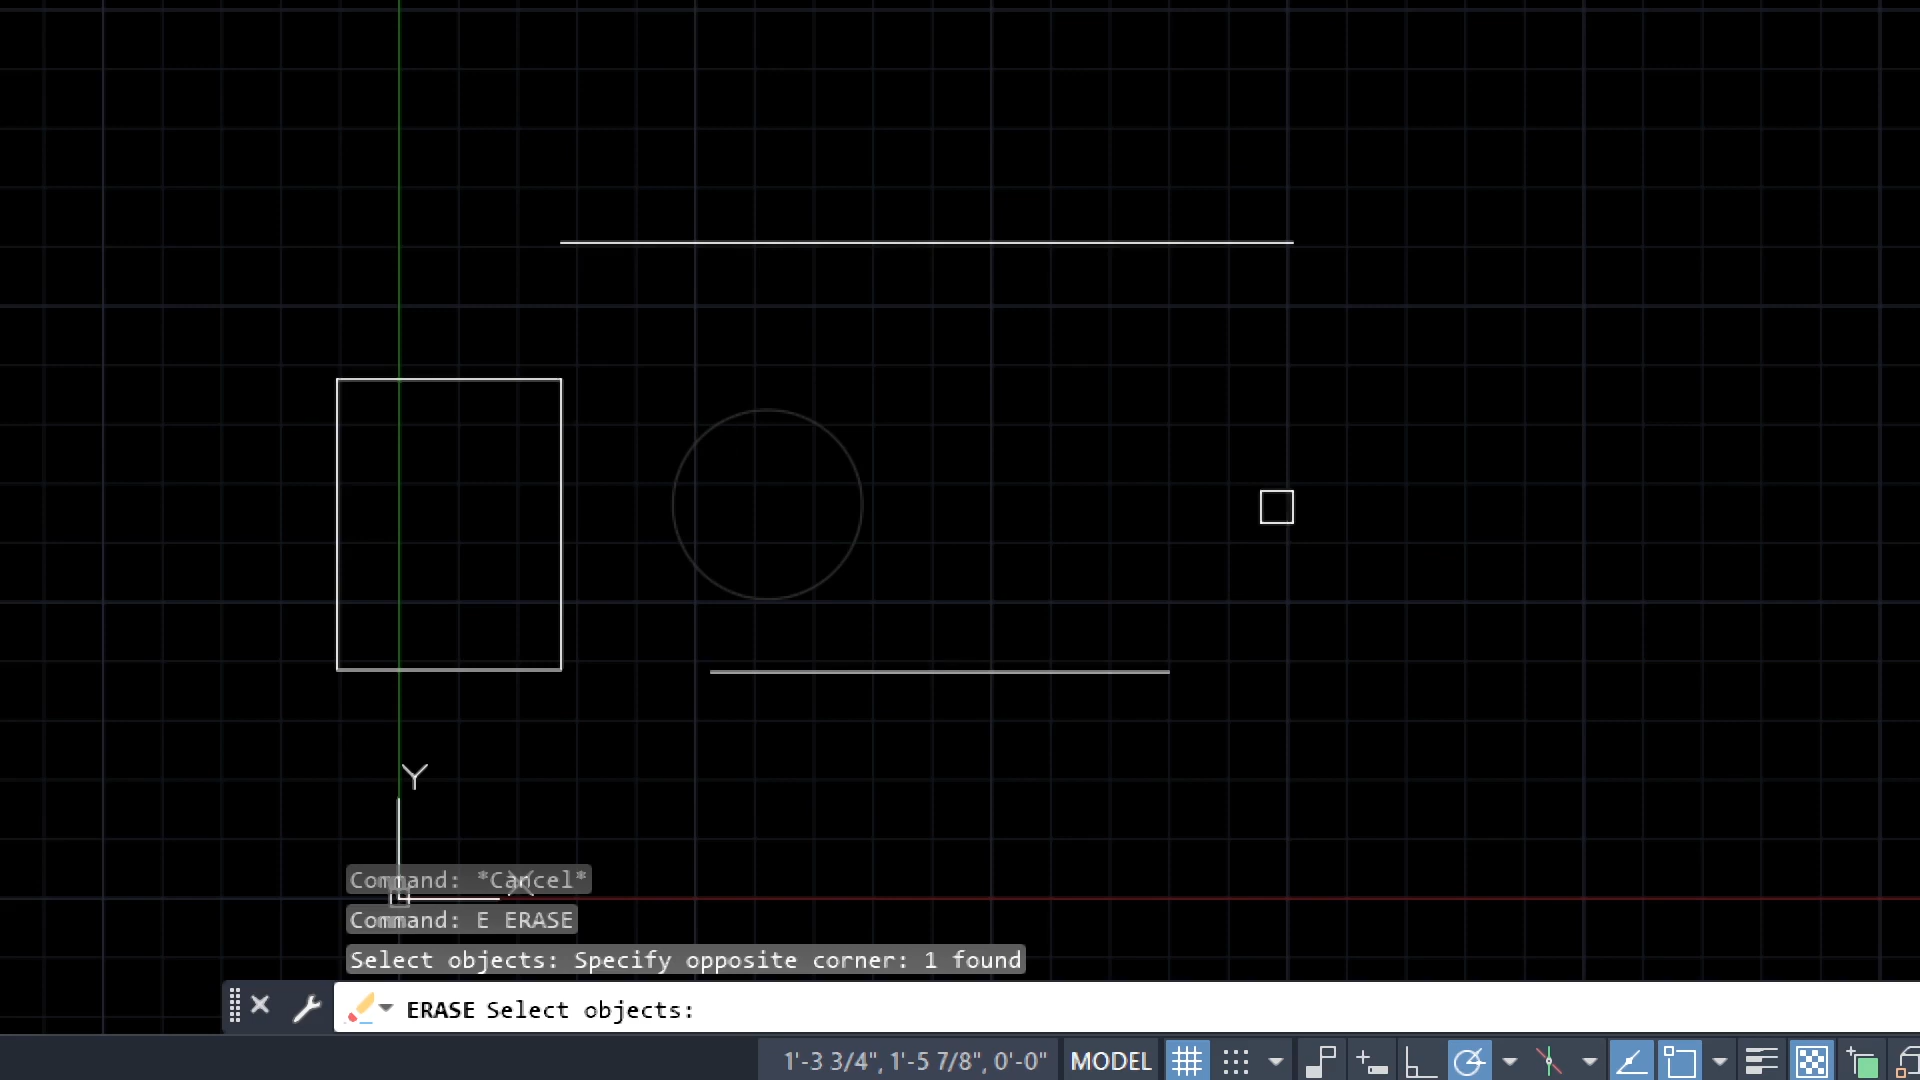 Y
X
Command: *Cancel*
Command: E ERASE
Select objects: Specify opposite corner: 1 found
ERASE Select objects:
1'-3 3/4", 1'-5 7/8", 0'-0" MODEL